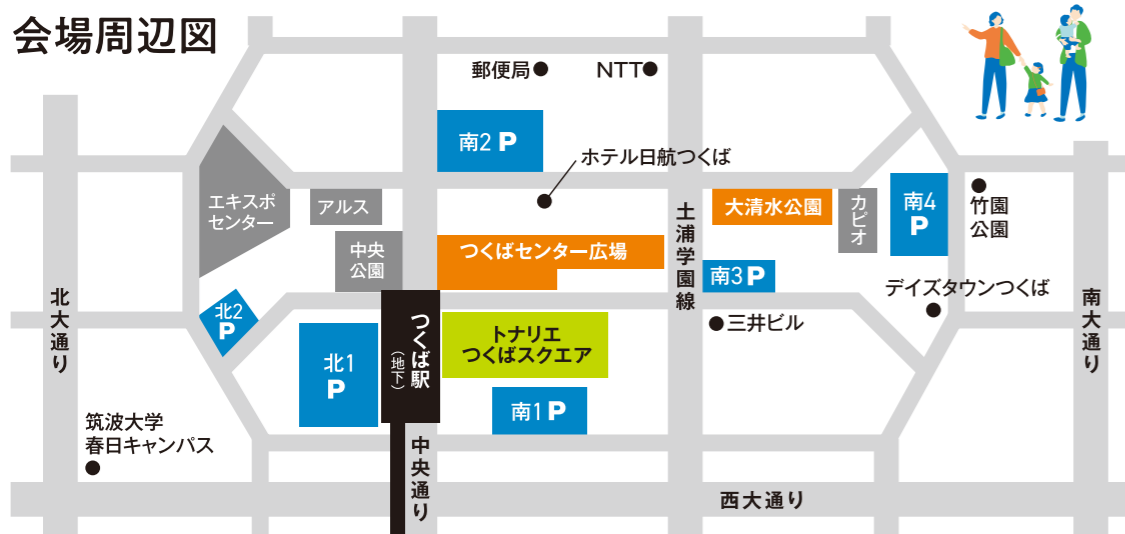 会場周辺図
郵便局
NTT
南2 P
ホテル日航つくば
エキスポ
センター
アルス
中央
公園
つくばセンター広場
土浦学園線
大清水公園
カピオ
南4
P
竹園
公園
南3 P
デイズタウンつくば
北大通り
北2
P
北1
P
つくば駅
（地下）
トナリエ
つくばスクエア
三井ビル
南大通り
南1 P
筑波大学
春日キャンパス
中央通り
西大通り